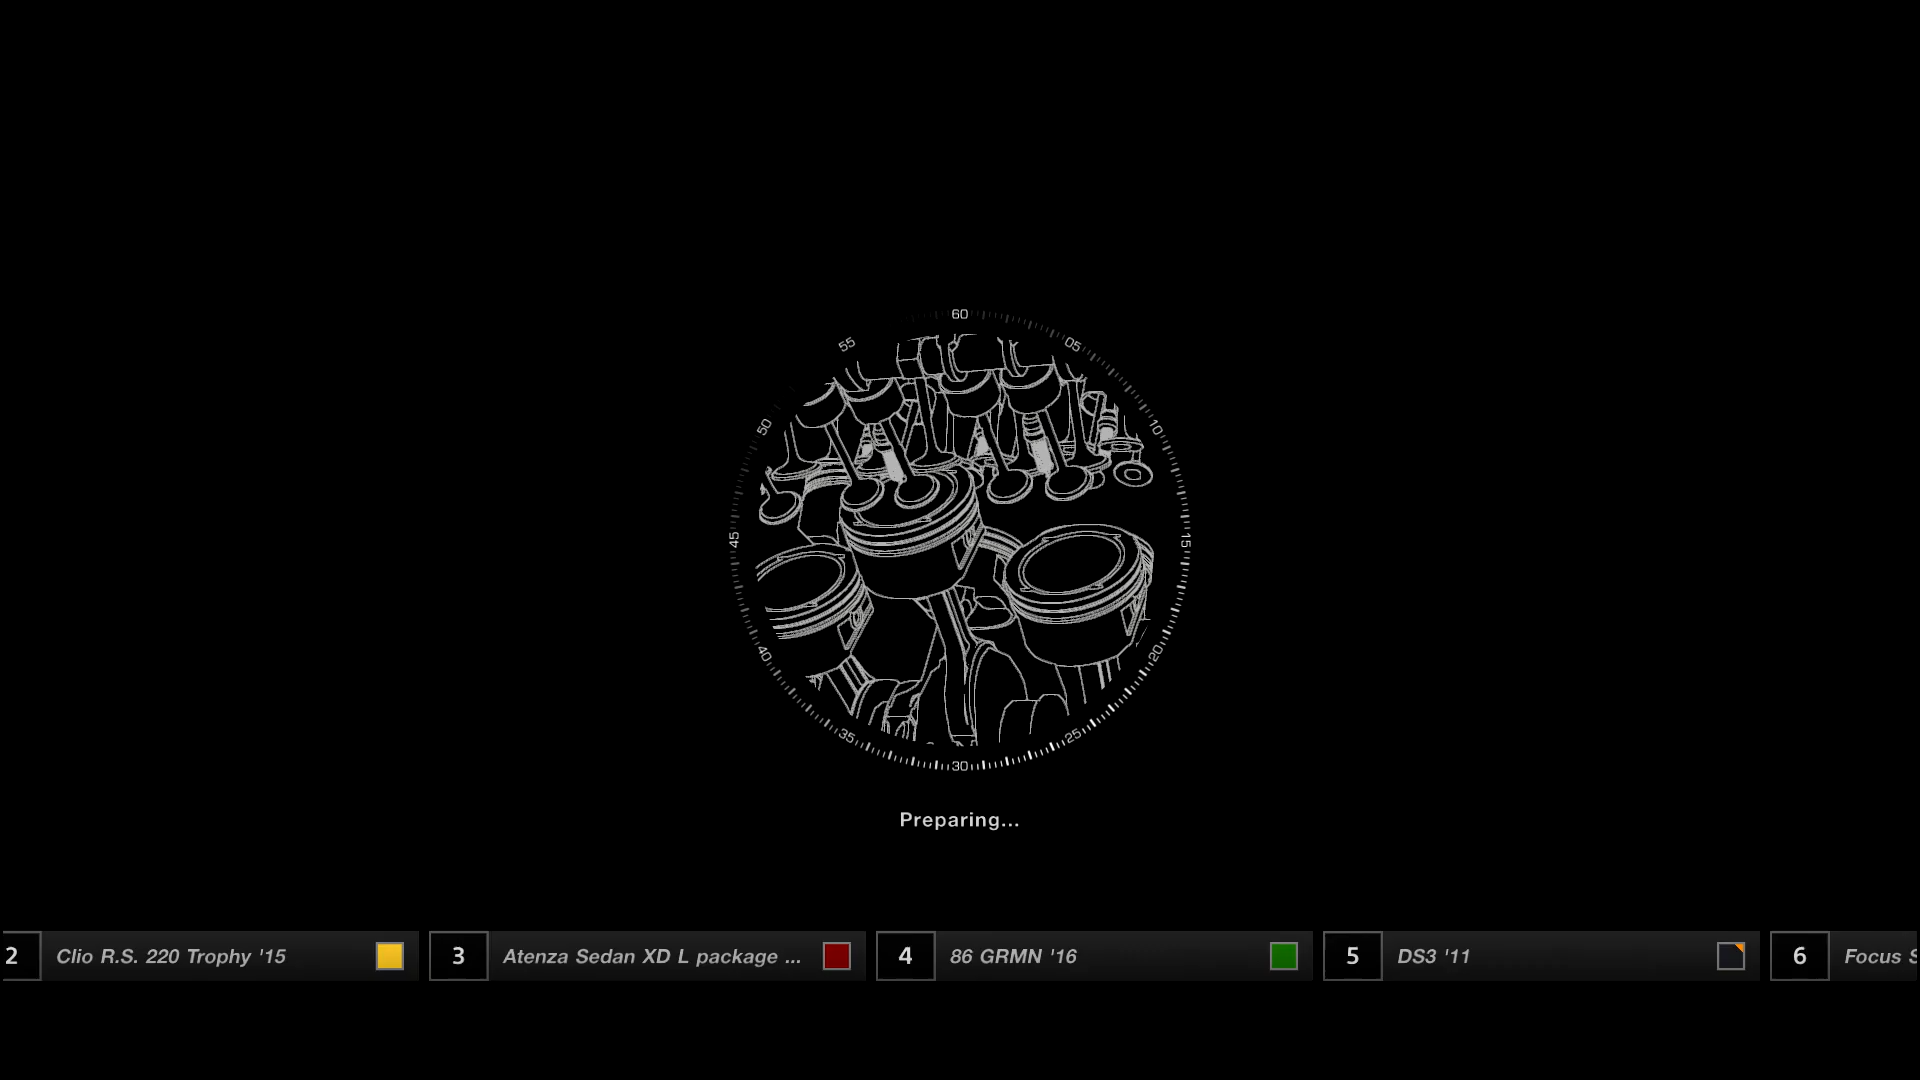 60
55
05
50
10
45
15
40
20
35
25
30
Preparing...
2 Clio R.S. 220 Trophy '15
3 Atenza Sedan XD L package ...
4 86 GRMN '16
5 DS3 '11
6 Focus S